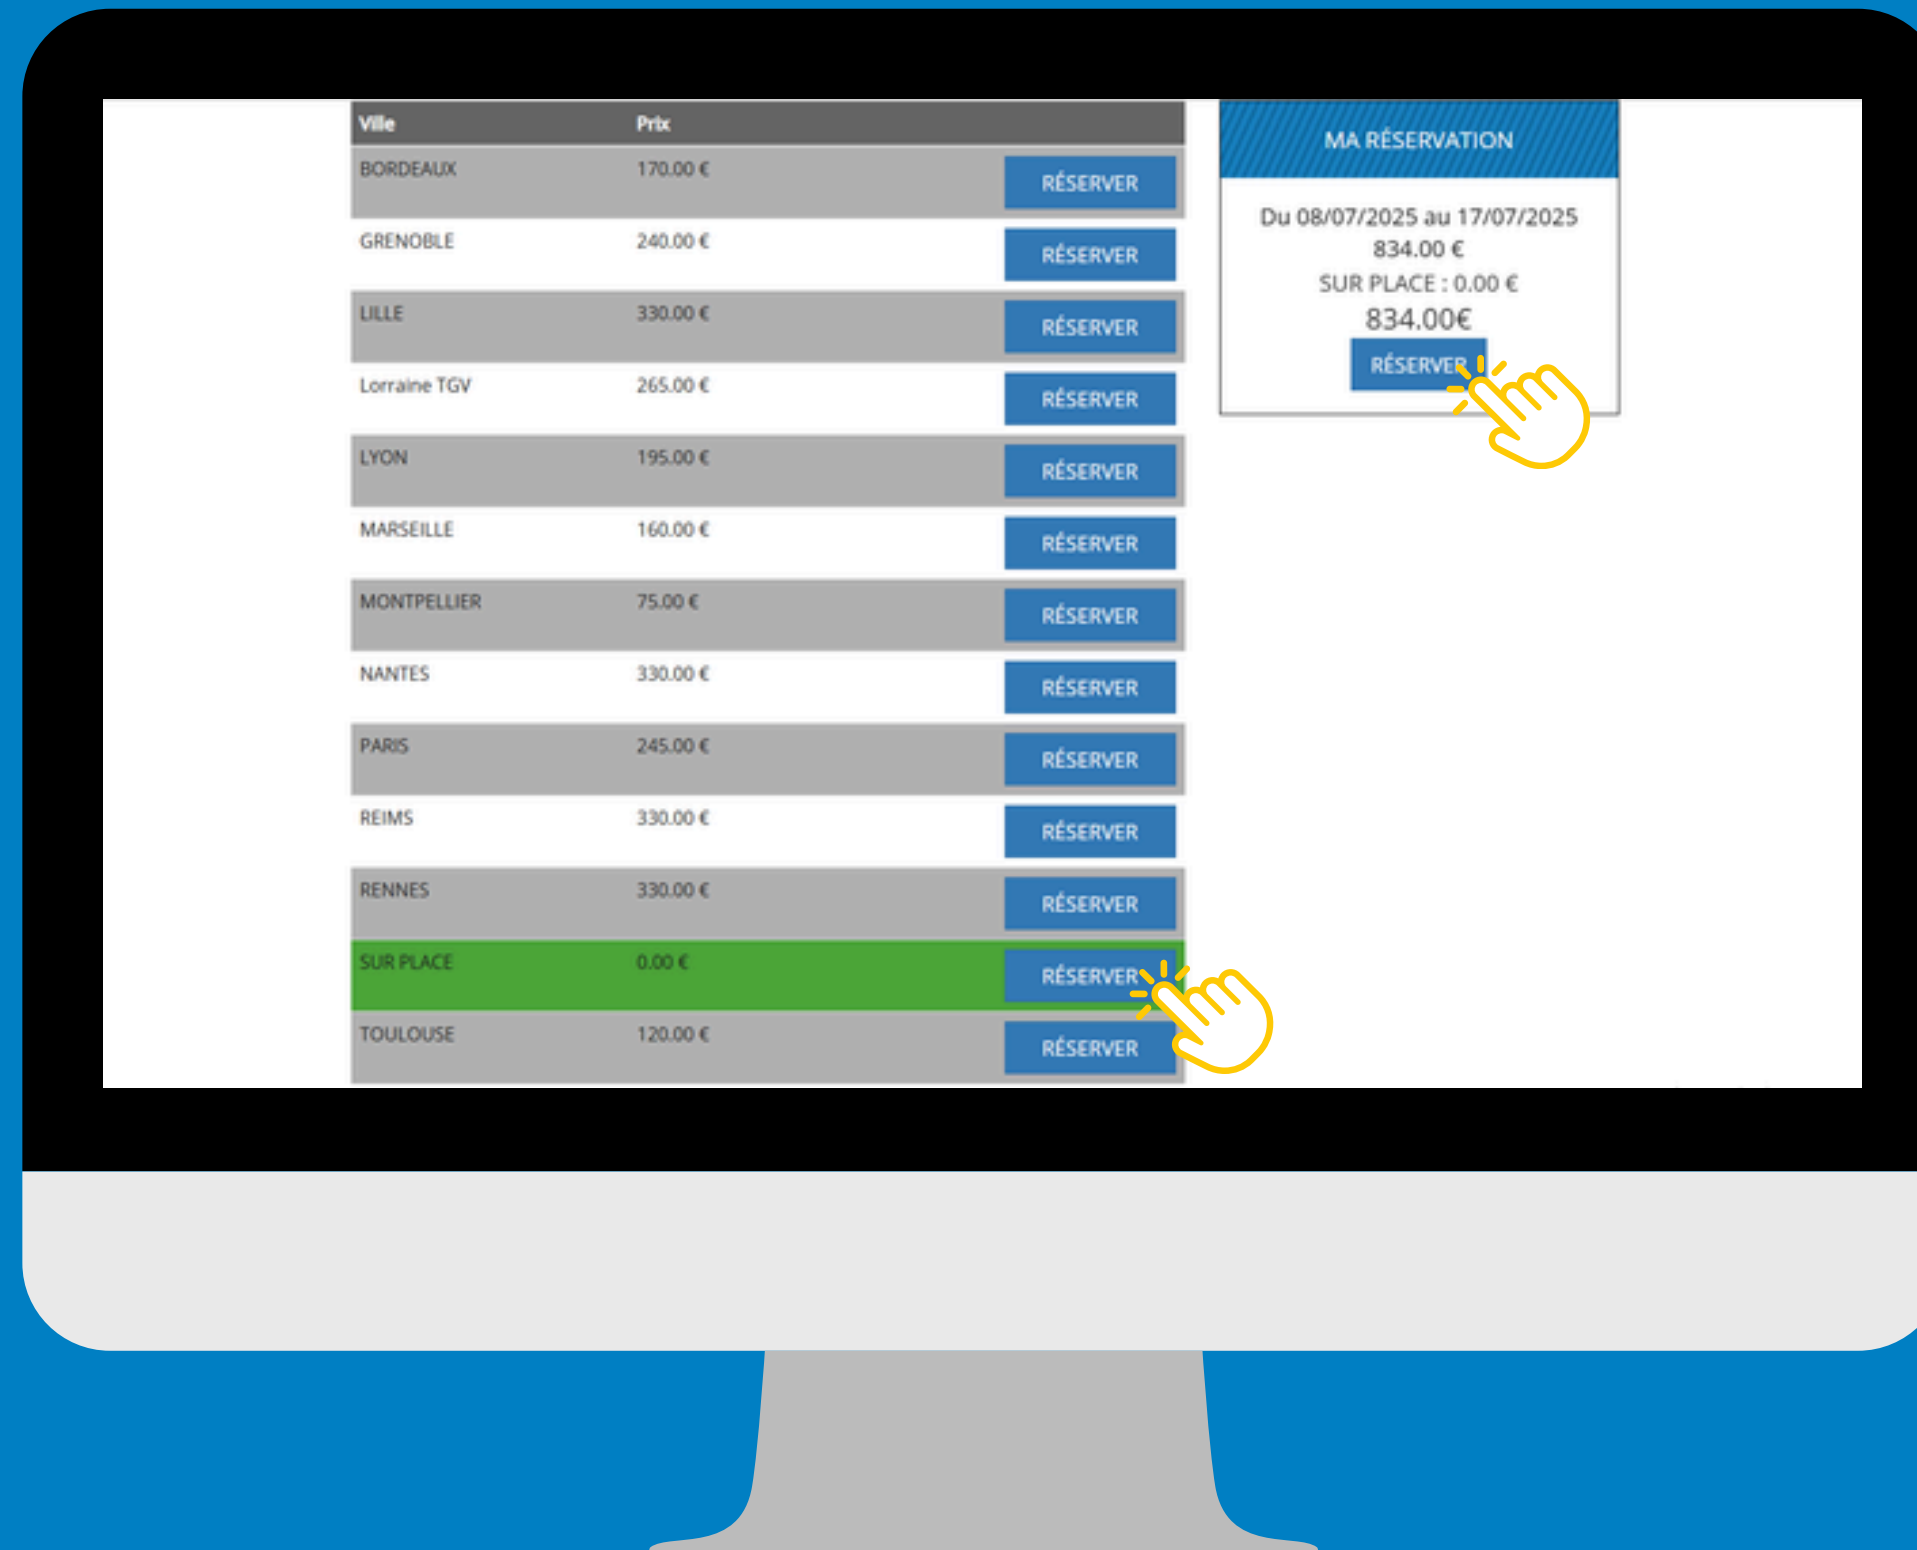 Ville Prix
BORDEAUX 170.00 € RÉSERVER
GRENOBLE 240.00 € RÉSERVER
LILLE 330.00 € RÉSERVER
Lorraine TGV 265.00 € RÉSERVER
LYON 195.00 € RÉSERVER
MARSEILLE 160.00 € RÉSERVER
MONTPELLIER 75.00 € RÉSERVER
NANTES 330.00 € RÉSERVER
PARIS 245.00 € RÉSERVER
REIMS 330.00 € RÉSERVER
RENNES 330.00 € RÉSERVER
SUR PLACE 0.00 € RÉSERVER
TOULOUSE 120.00 € RÉSERVER
MA RÉSERVATION
Du 08/07/2025 au 17/07/2025
834.00 €
SUR PLACE : 0.00 €
834.00€
RÉSERVER